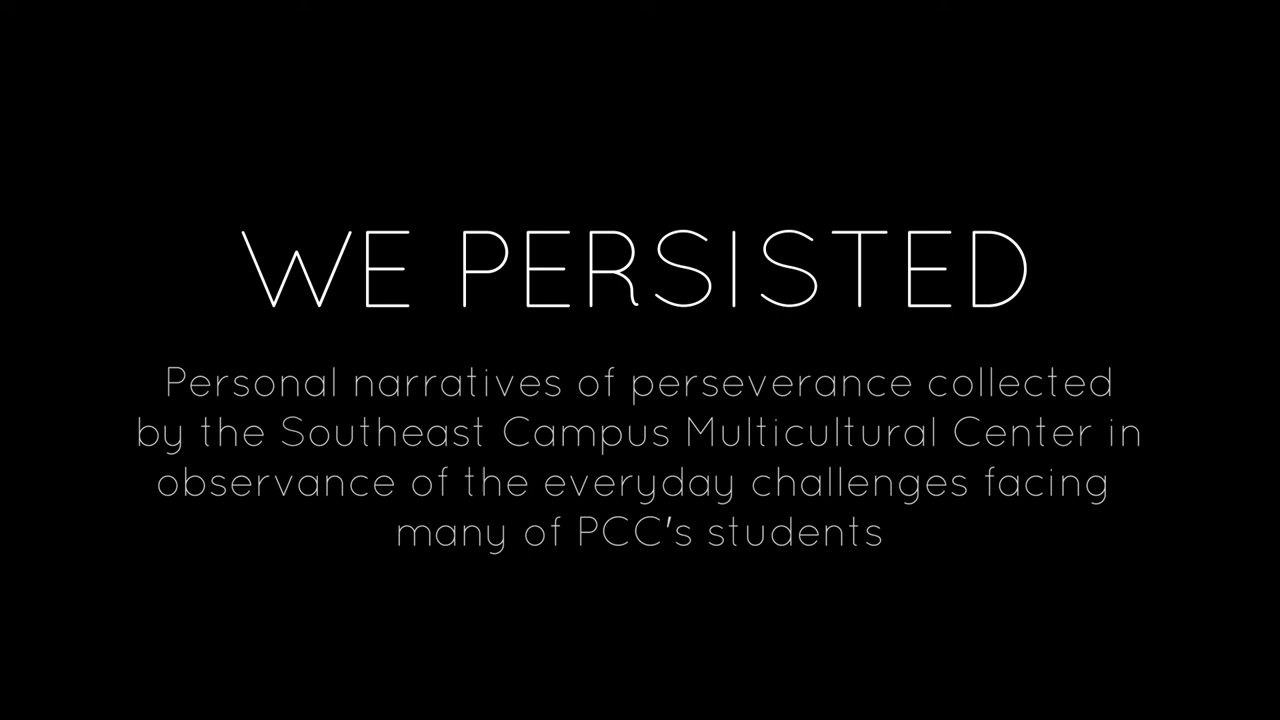 WE PERSISTED
Personal narratives of perseverance collected
by the Southeast Campus Multicultural Center in
observance of the everyday challenges facing
many of PCC's students